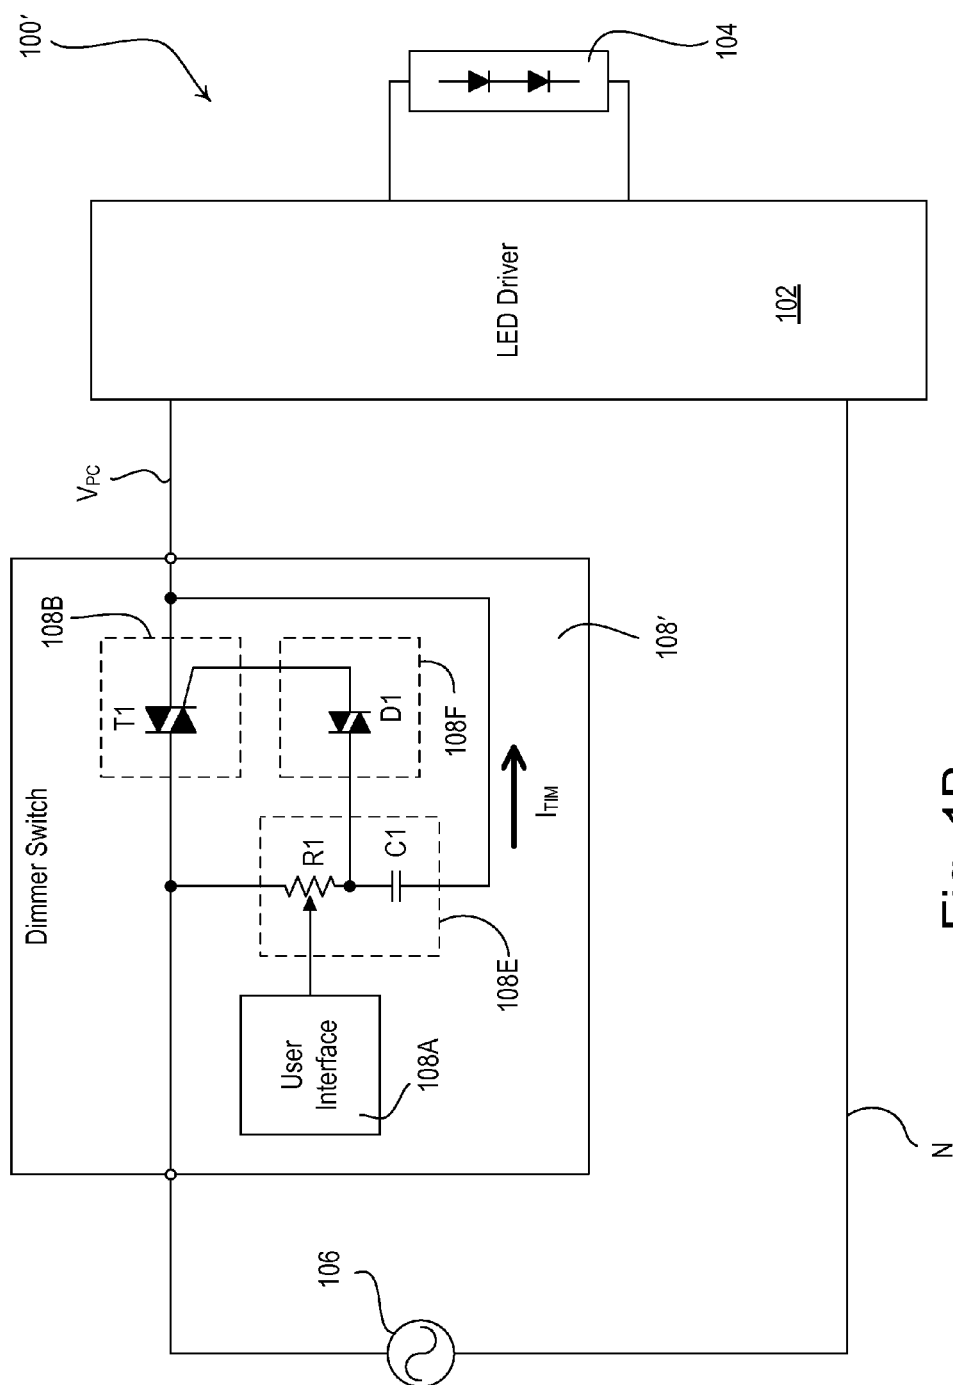 100′
106
Dimmer Switch
108B
T1
VPC
104
LED Driver
102
User
Interface
108A
R1
C1
108E
D1
108F
ITIM
108′
N